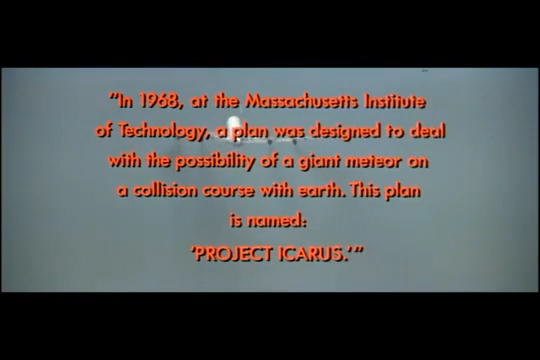 "In 1968, at the Massachusetts Institute
of Technology, a plan was designed to deal
with the possibility of a giant meteor on
a collision course with earth. This plan
is named:
'PROJECT ICARUS.'"